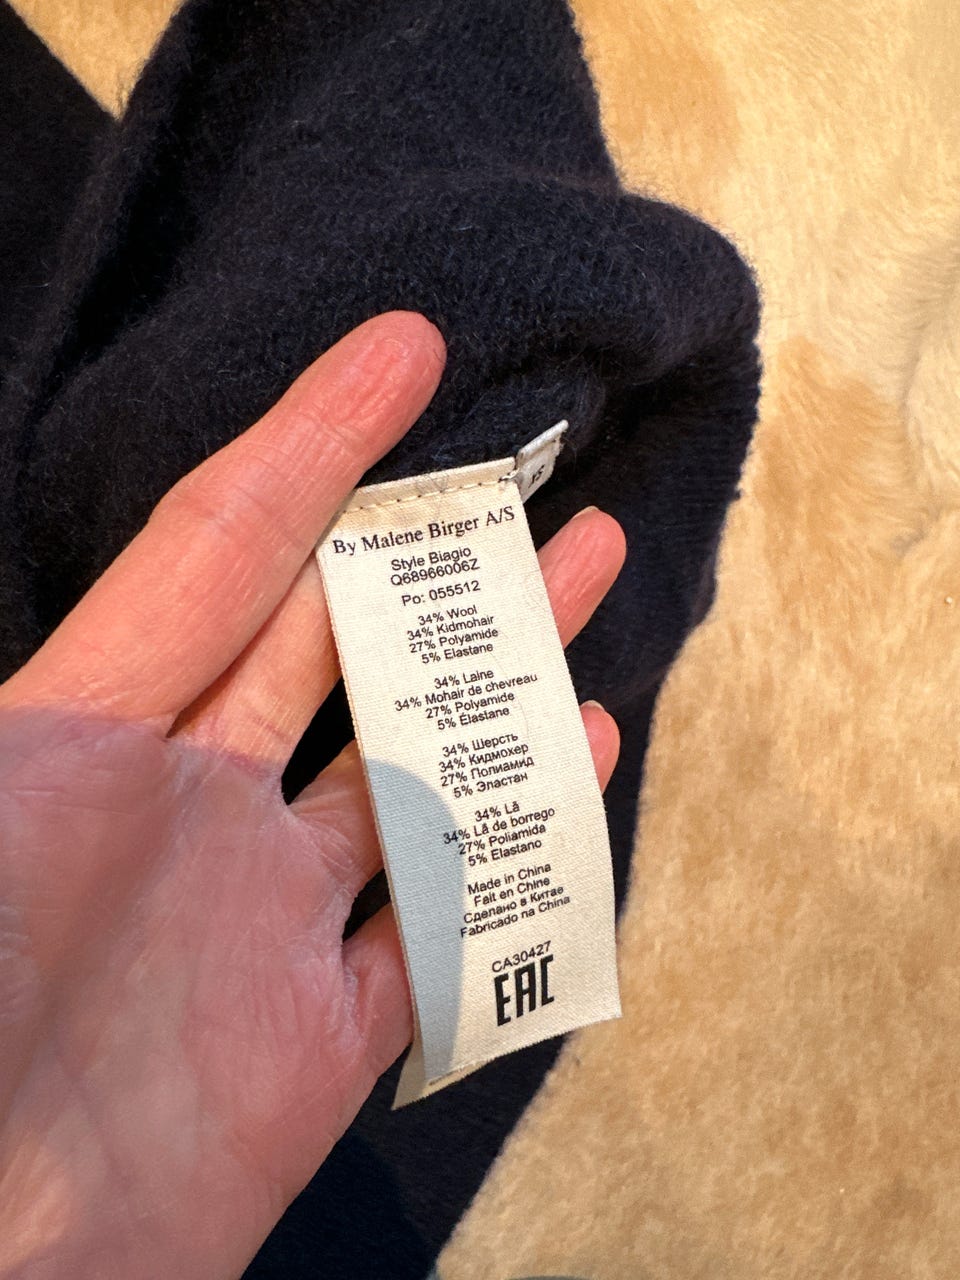 By Malene Birger A/S
Style Biagio
Q68966006Z
Po: 055512
34% Wool
34% Kidmohair
27% Polyamide
5% Elastane
34% Laine
34% Mohair de chevreau
27% Polyamide
5% Élastane
34% Шерсть
34% Кидмохер
27% Полиамид
5% Эластан
34% Lã
34% Lã de borrego
27% Poliamida
5% Elastano
Made in China
Fait en Chine
Сделано в Китае
Fabricado na China
CA30427
EAC